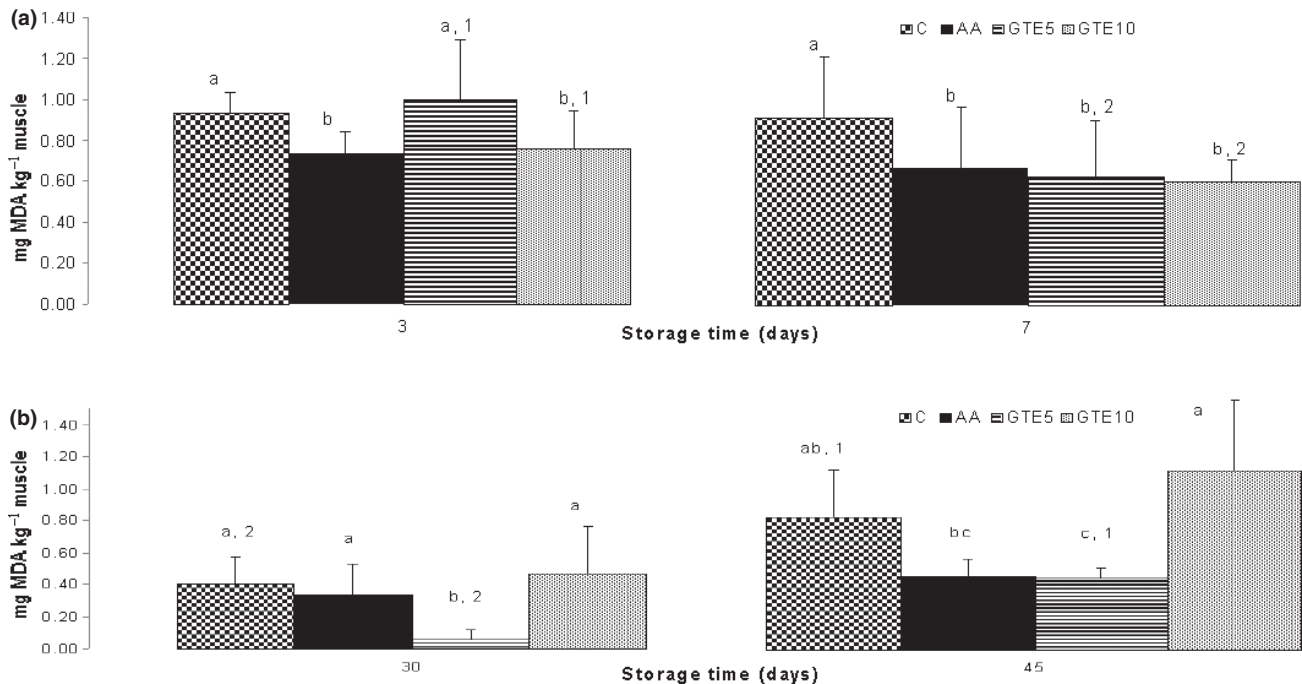 (a)
1.40
1.20
1.00
0.80
0.60
0.40
0.20
0.00
mg MDA kg⁻¹ muscle
C AA GTE5 GTE10
a
b
a, 1
b, 1
a
b
b, 2
b, 2
3
7
Storage time (days)
(b)
1.40
1.20
1.00
0.80
0.60
0.40
0.20
0.00
mg MDA kg⁻¹ muscle
C AA GTE5 GTE10
a, 2
a
b, 2
a
ab, 1
bc
c, 1
a
30
45
Storage time (days)